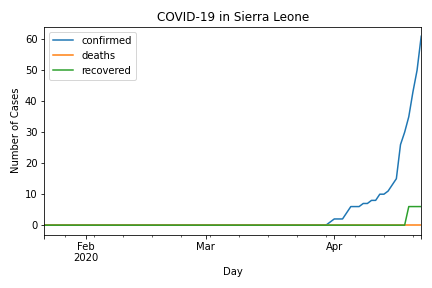 COVID-19 in Sierra Leone
confirmed
deaths
recovered
Number of Cases
60
50
40
30
20
10
0
Feb
2020
Mar
Apr
Day